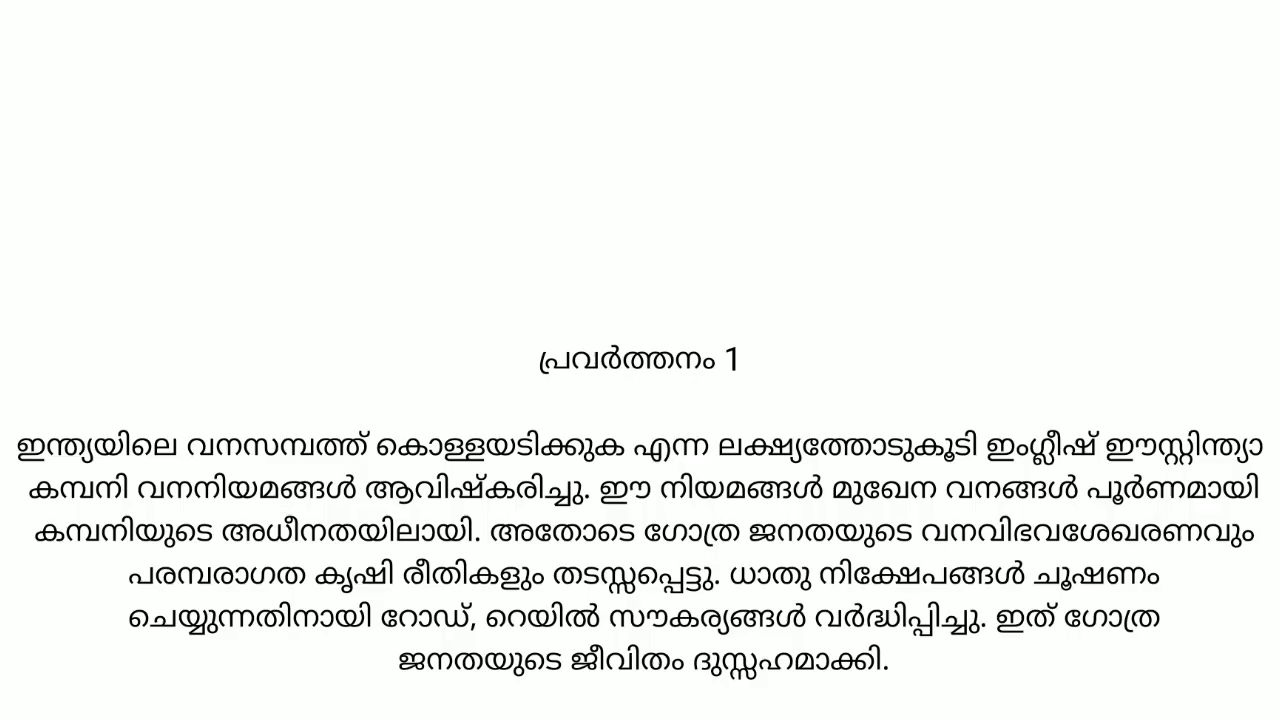 പ്രവർത്തനം 1
ഇന്ത്യയിലെ വനസമ്പത്ത് കൊള്ളയടിക്കുക എന്ന ലക്ഷ്യത്തോടുകൂടി ഇംഗ്ലീഷ് ഈസ്റ്റിന്ത്യാ
കമ്പനി വനനിയമങ്ങൾ ആവിഷ്കരിച്ചു. ഈ നിയമങ്ങൾ മുഖേന വനങ്ങൾ പൂർണമായി
കമ്പനിയുടെ അധീനതയിലായി. അതോടെ ഗോത്ര ജനതയുടെ വനവിഭവശേഖരണവും
പരമ്പരാഗത കൃഷി രീതികളും തടസ്സപ്പെട്ടു. ധാതു നിക്ഷേപങ്ങൾ ചൂഷണം
ചെയ്യുന്നതിനായി റോഡ്, റെയിൽ സൗകര്യങ്ങൾ വർദ്ധിപ്പിച്ചു. ഇത് ഗോത്ര
ജനതയുടെ ജീവിതം ദുസ്സഹമാക്കി.